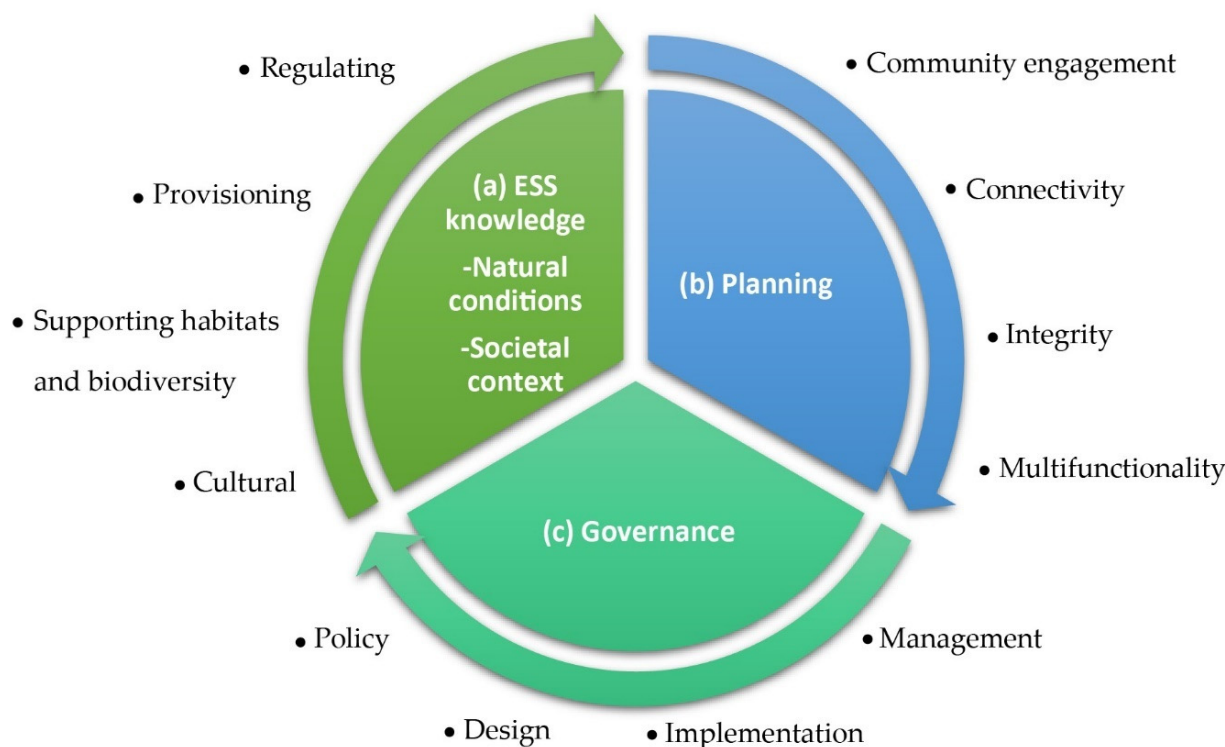 • Regulating
• Provisioning
• Supporting habitats
and biodiversity
• Cultural
(a) ESS
knowledge
-Natural
conditions
-Societal
context
(b) Planning
• Community engagement
• Connectivity
• Integrity
• Multifunctionality
(c) Governance
• Management
• Implementation
• Design
• Policy